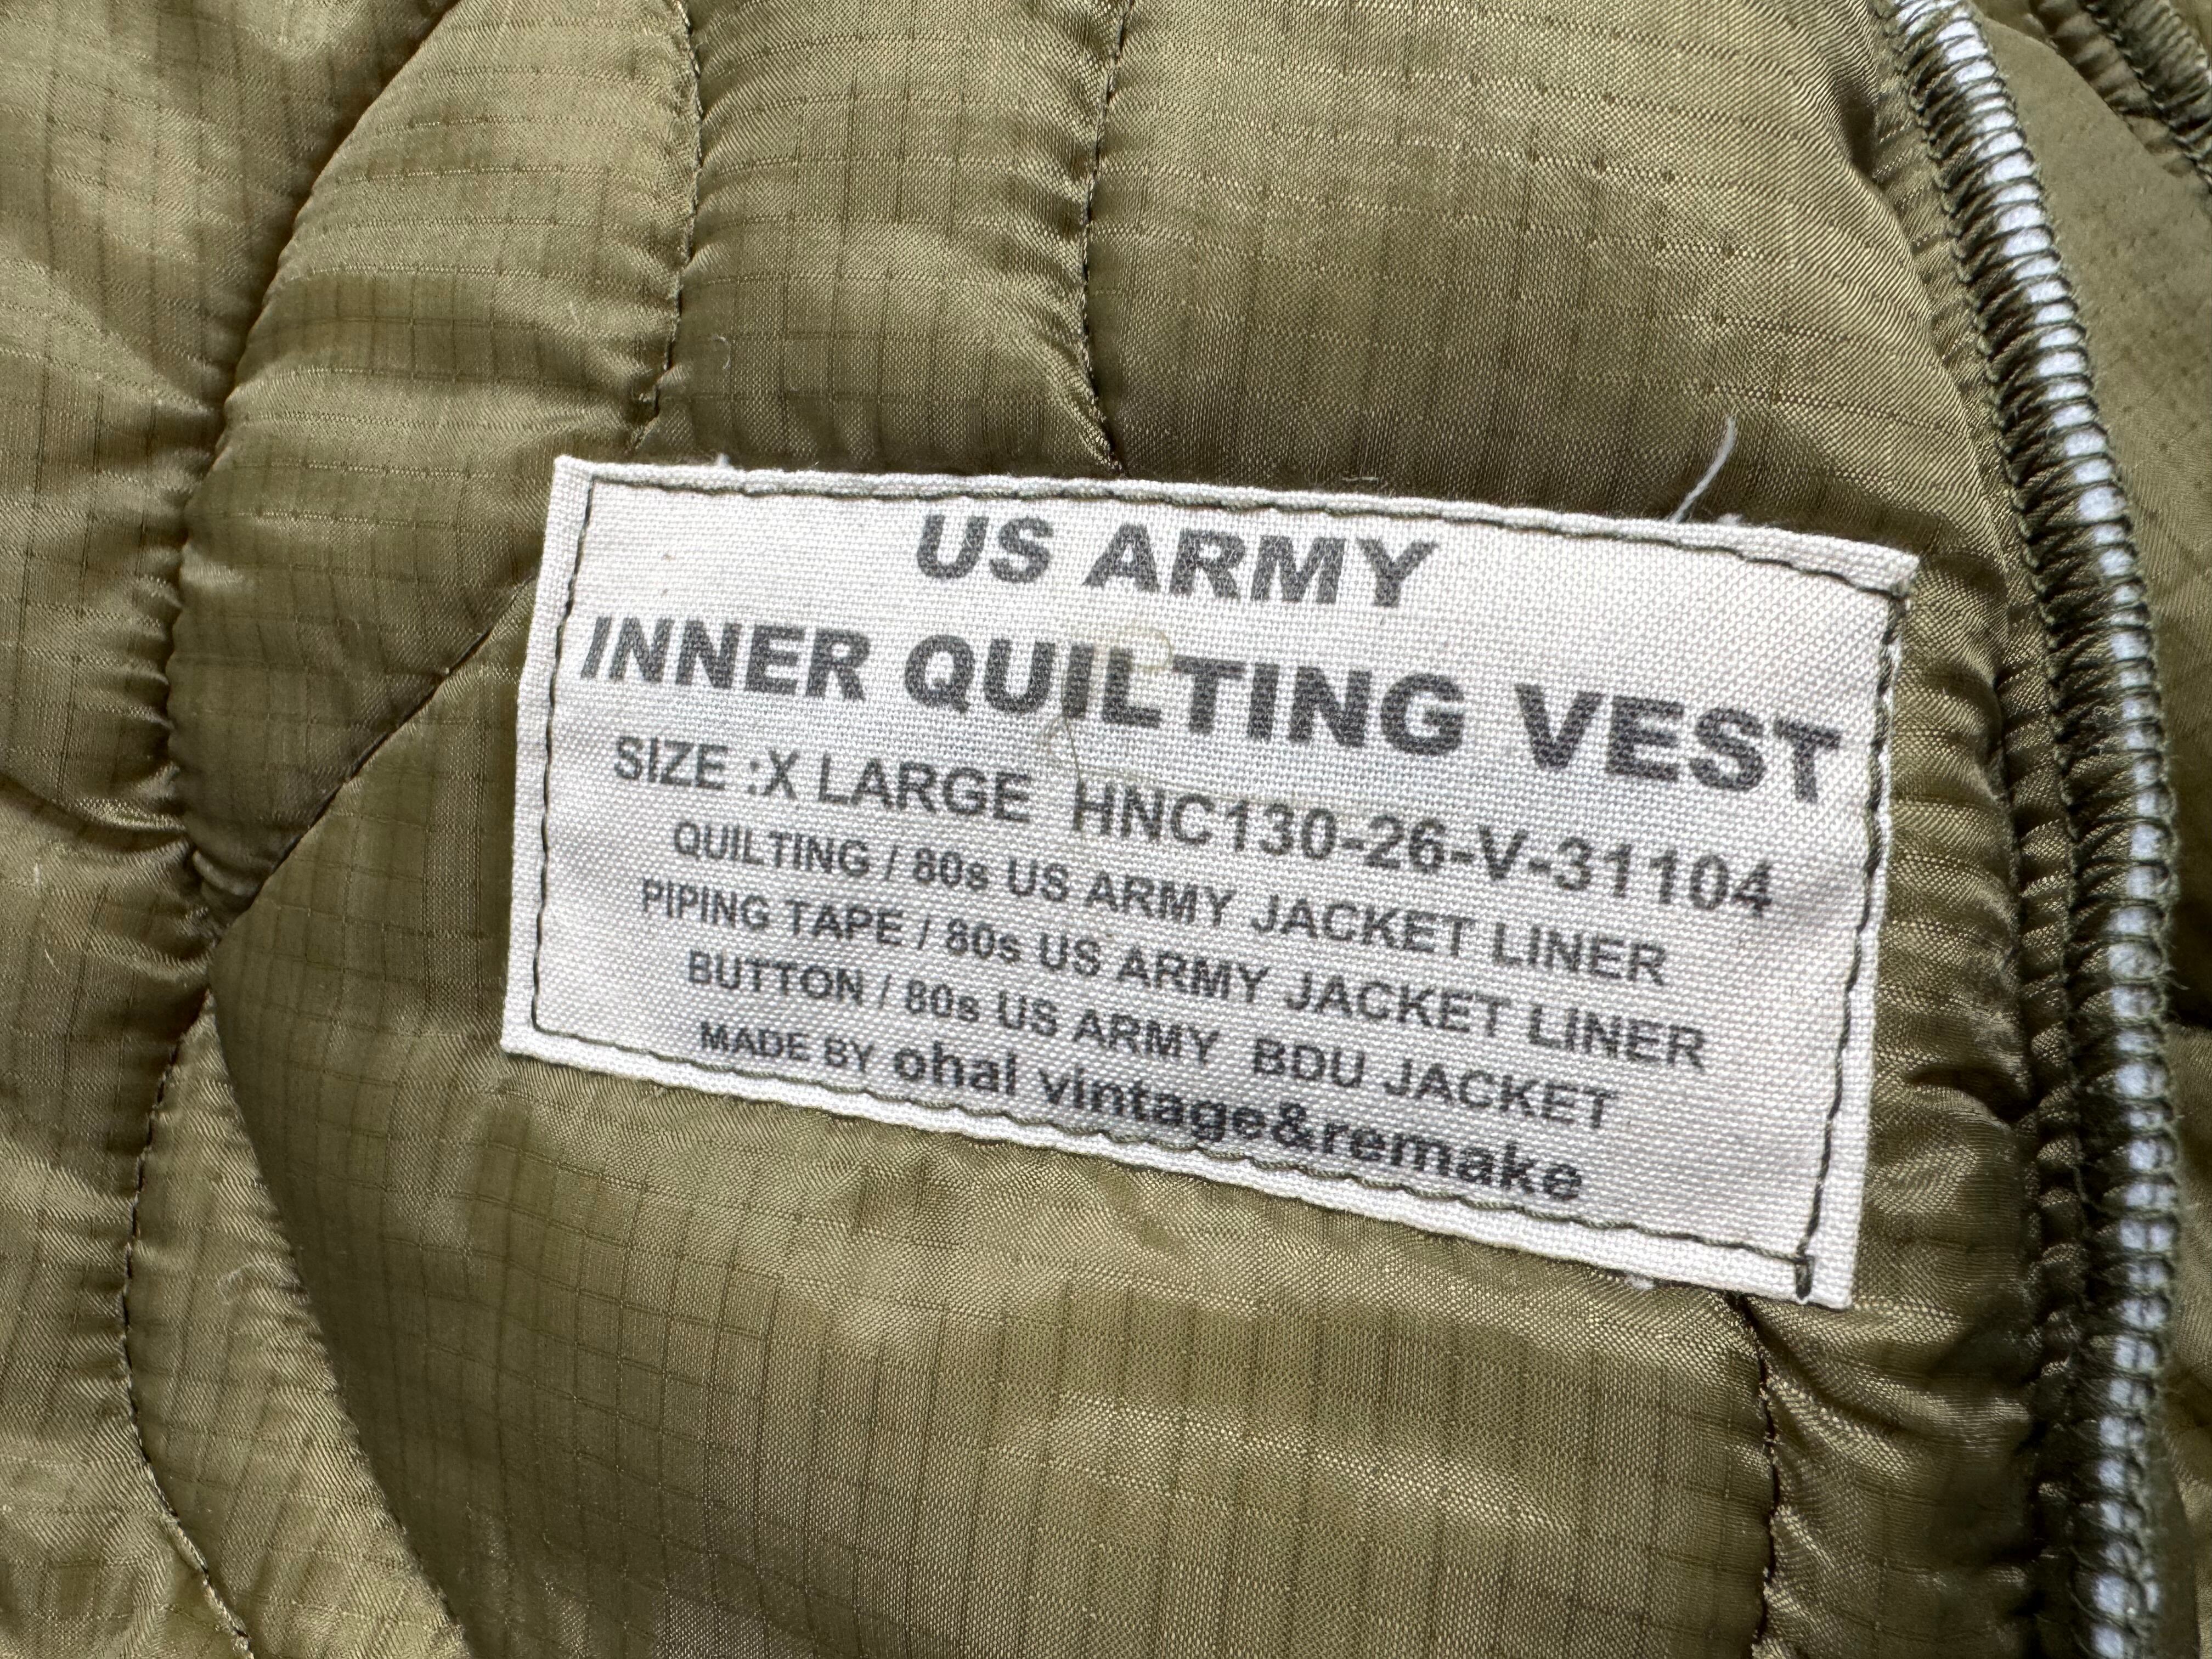 US ARMY
INNER QUILTING VEST
SIZE :X LARGE HNC130-26-V-31104
QUILTING / 80s US ARMY JACKET LINER
PIPING TAPE / 80s US ARMY JACKET LINER
BUTTON / 80s US ARMY BDU JACKET
MADE BY ohal vintage&remake